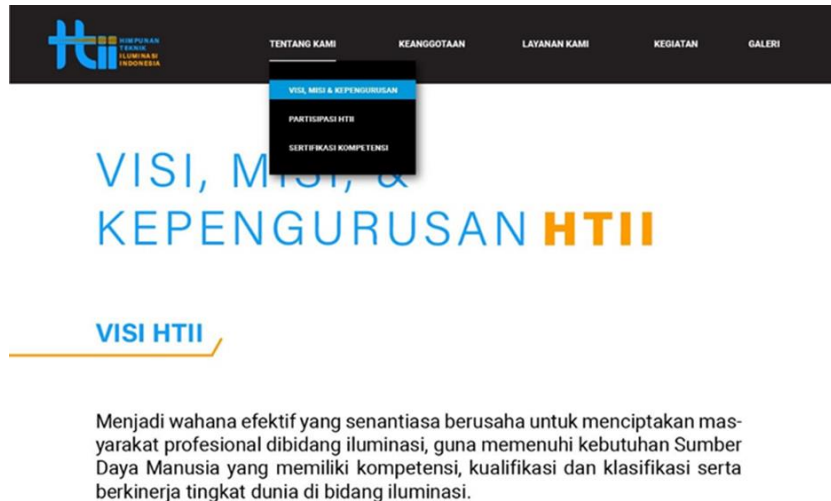 HIMPUNAN
TEKNIK
ILUMINASI
INDONESIA
TENTANG KAMI KEANGGOTAAN LAYANAN KAMI KEGIATAN GALERI
VISI, MISI & KEPENGURUSAN
PARTISIPASI HTII
SERTIFIKASI KOMPETENSI
VISI, MISI, &
KEPENGURUSAN HTII
VISI HTII
Menjadi wahana efektif yang senantiasa berusaha untuk menciptakan mas-
yarakat profesional dibidang iluminasi, guna memenuhi kebutuhan Sumber
Daya Manusia yang memiliki kompetensi, kualifikasi dan klasifikasi serta
berkinerja tingkat dunia di bidang iluminasi.